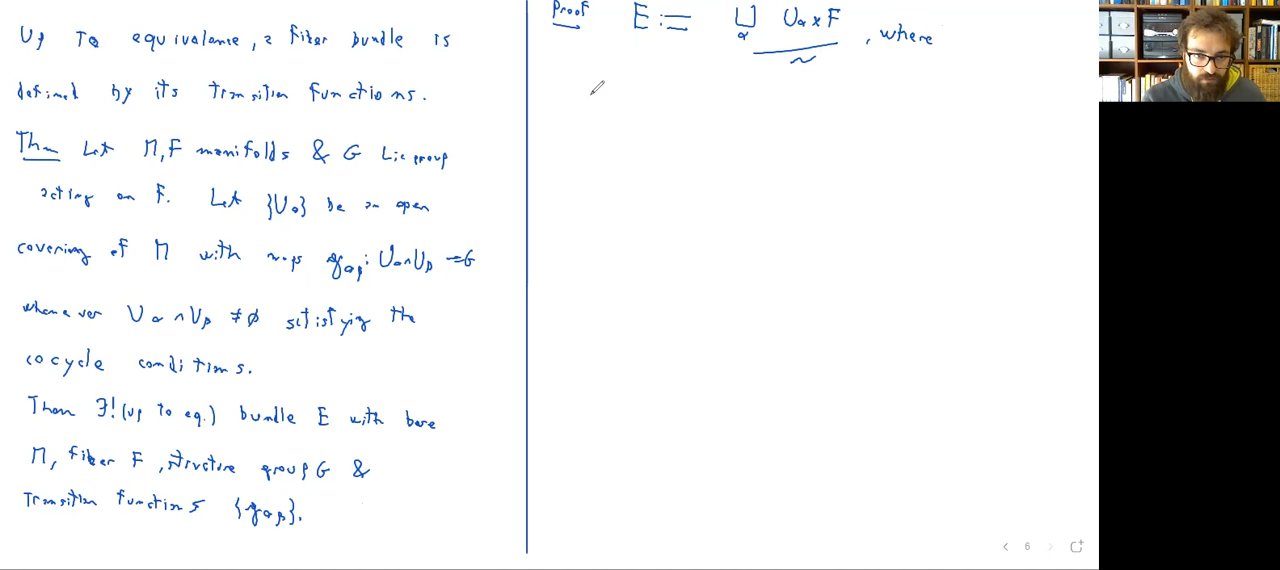 Up to equivalence, a fiber bundle is
defined by its transition functions.
Thm Let M, F manifolds & G Lie group
acting on F. Let {Uα} be an open
covering of M with maps gαβ: Uα∩Uβ → G
whenever Uα∩Uβ ≠ ∅ satisfying the
cocycle conditions.
Then ∃! (up to eq.) bundle E with base
M, fiber F, structure group G &
transition functions {gαβ}.
Proof E := ⊔α Uα×F / ~ , where
6